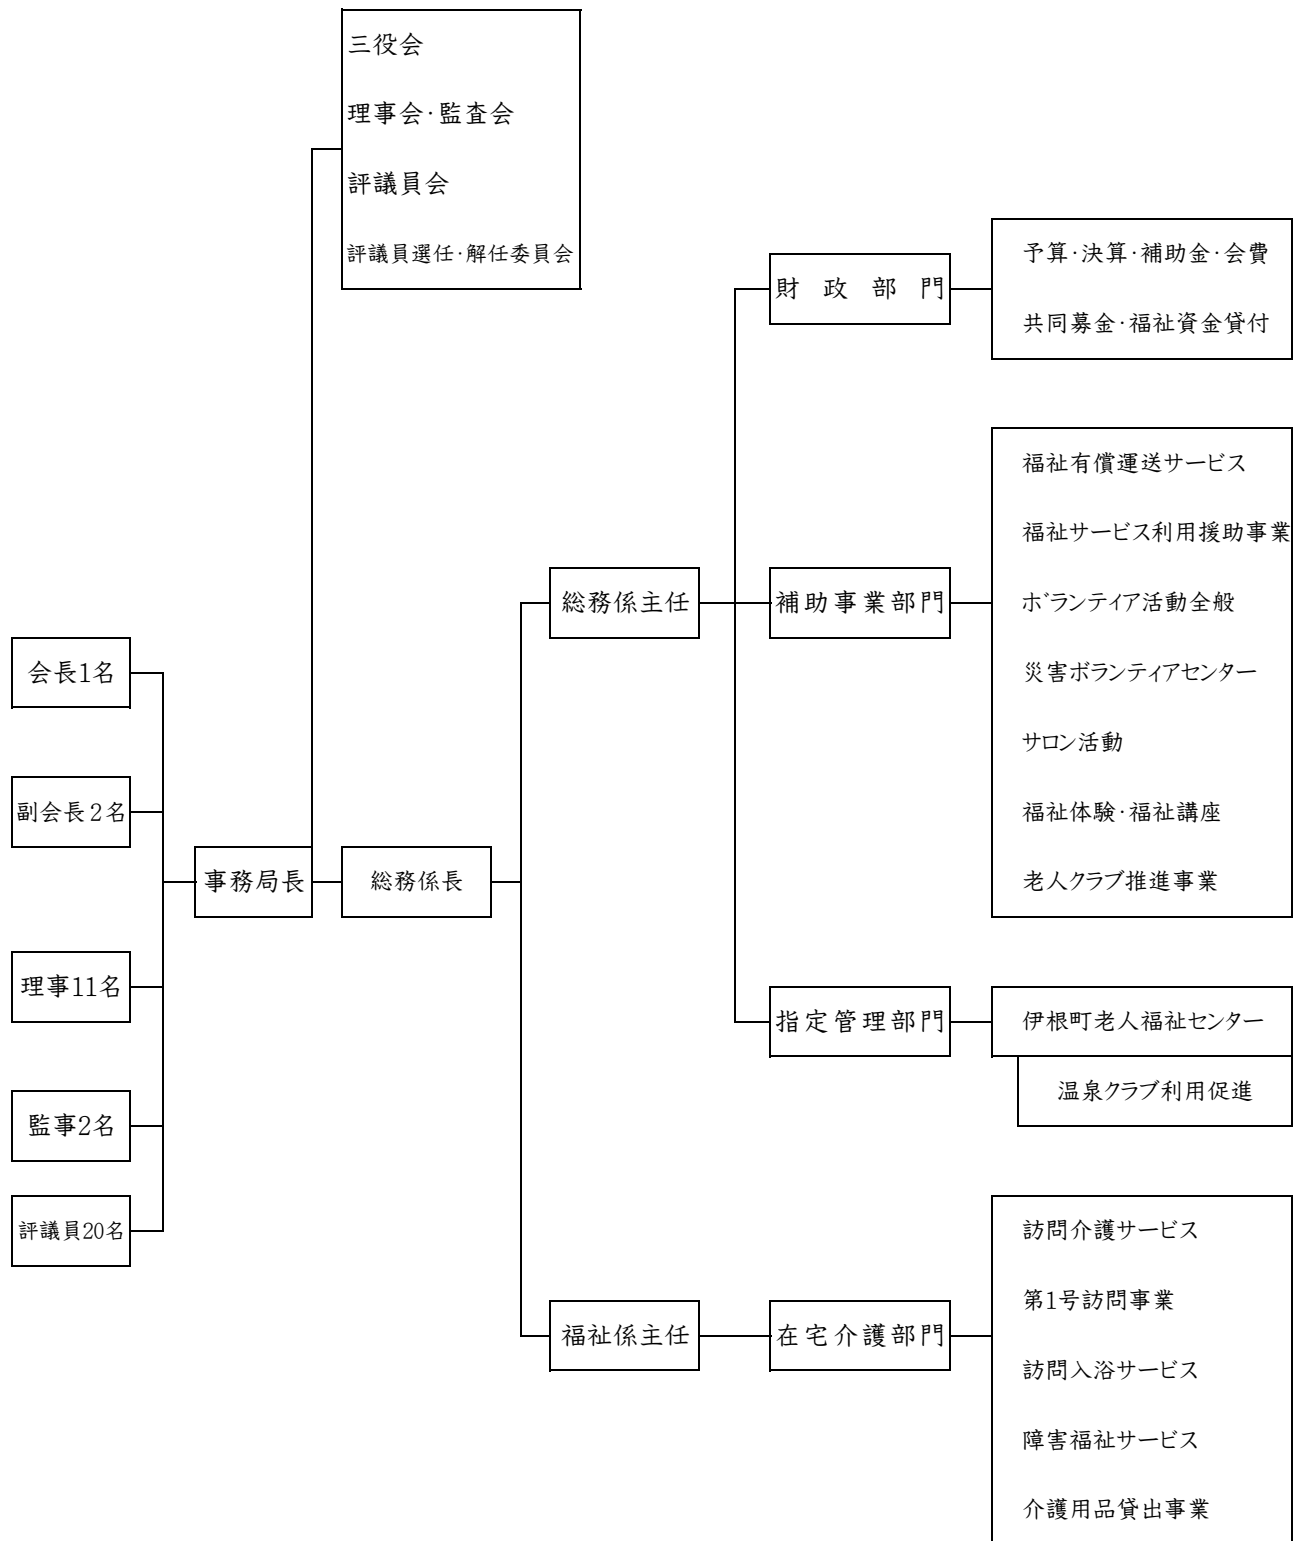 三役会
理事会·監査会
評議員会
評議員選任·解任委員会
財政部門
予算·決算·補助金·会費
共同募金·福祉資金貸付
福祉有償運送サービス
福祉サービス利用援助事業
総務係主任
補助事業部門
ボランティア活動全般
会長1名
災害ボランティアセンター
サロン活動
副会長2名
福祉体験·福祉講座
事務局長
総務係長
老人クラブ推進事業
理事11名
指定管理部門
伊根町老人福祉センター
温泉クラブ利用促進
監事2名
評議員20名
訪問介護サービス
第1号訪問事業
福祉係主任
在宅介護部門
訪問入浴サービス
障害福祉サービス
介護用品貸出事業